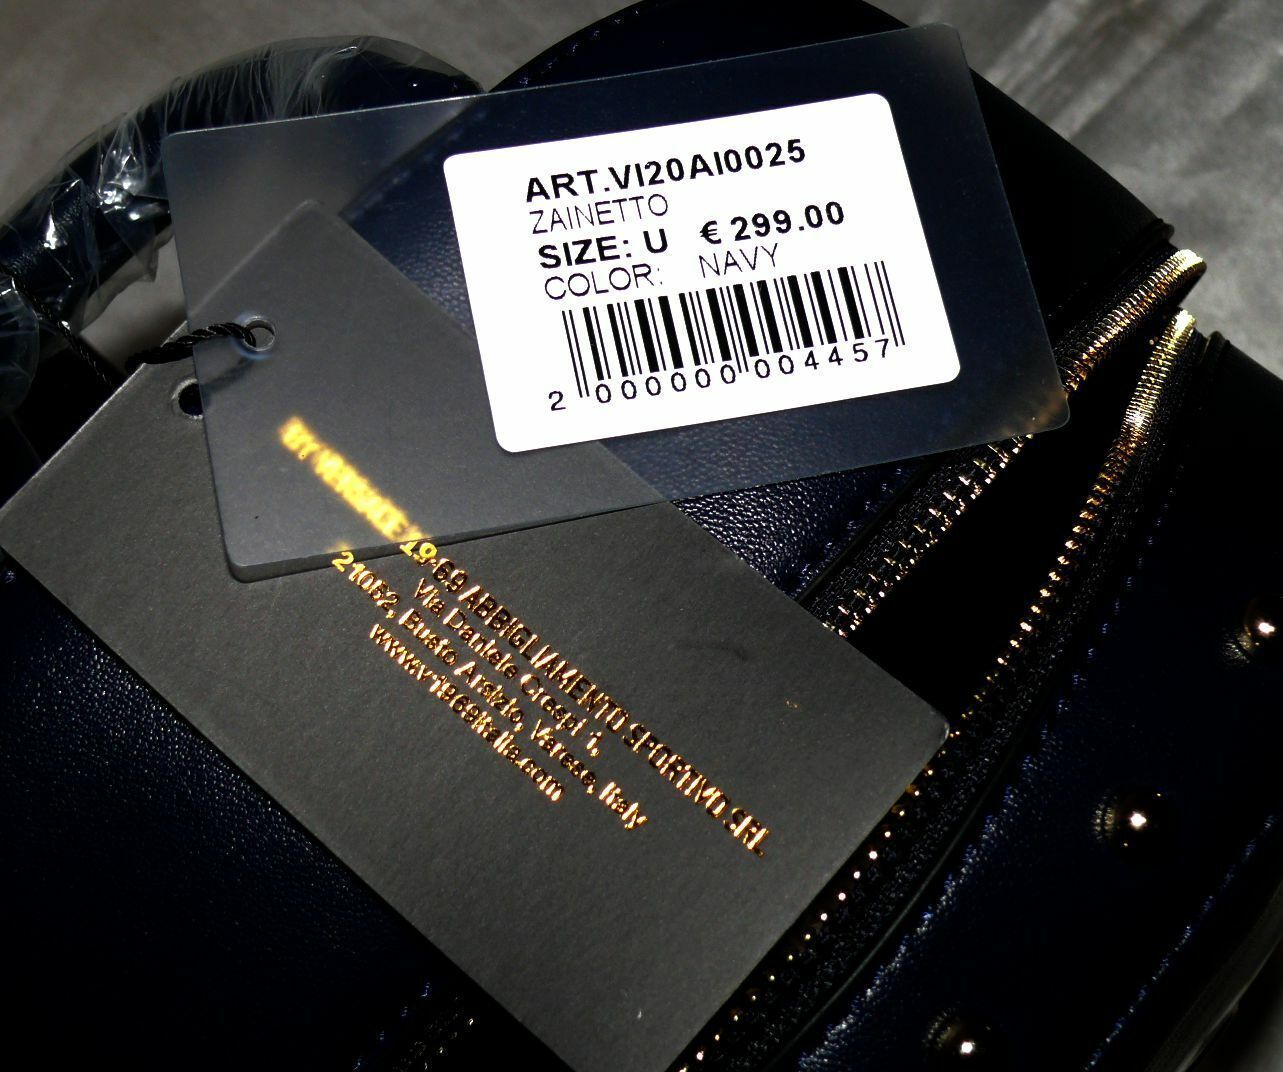 ART.VI20AI0025
ZAINETTO
SIZE: U € 299.00
COLOR: NAVY
2 000000 004457
BY VERSACE 19·69 ABBIGLIAMENTO SPORTIVO SRL
Via Daniele Crespi 1,
21052, Busto Arsizio, Varese, Italy
www.v1969italia.com